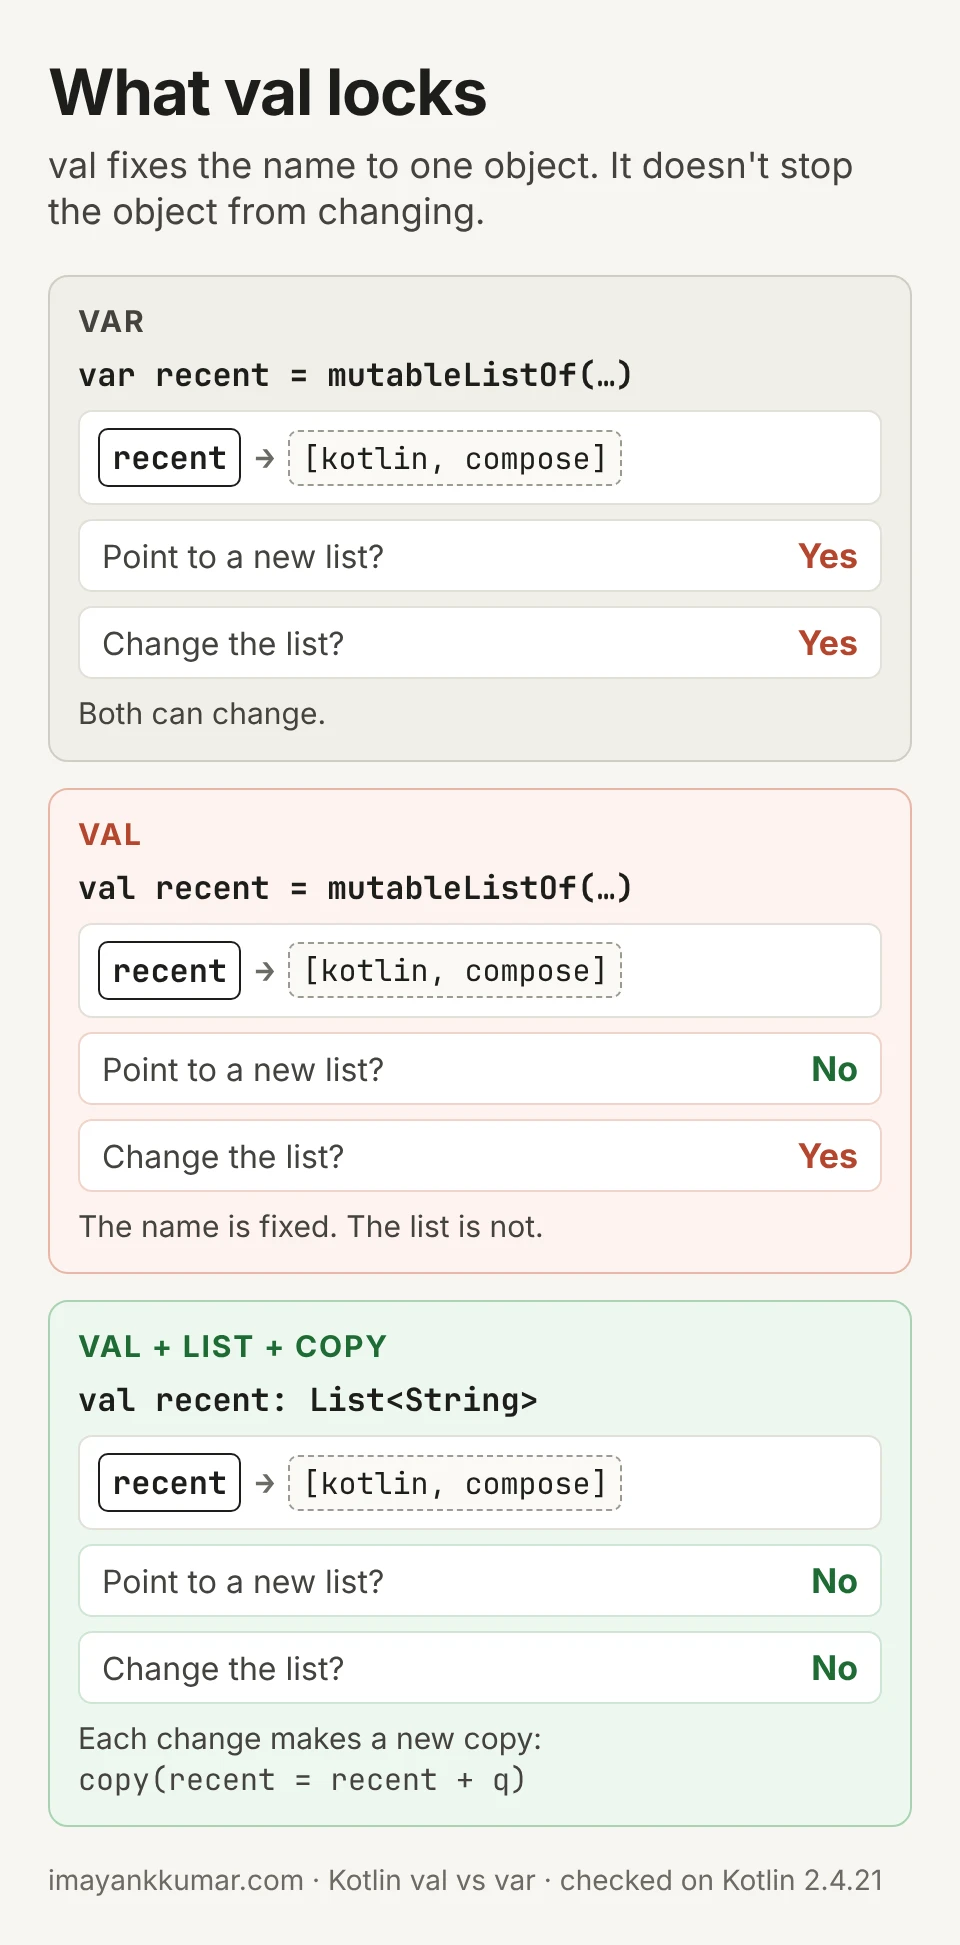 What val locks
val fixes the name to one object. It doesn't stop
the object from changing.
VAR
var recent = mutableListOf(…)
recent → [kotlin, compose]
Point to a new list? Yes
Change the list? Yes
Both can change.
VAL
val recent = mutableListOf(…)
recent → [kotlin, compose]
Point to a new list? No
Change the list? Yes
The name is fixed. The list is not.
VAL + LIST + COPY
val recent: List<String>
recent → [kotlin, compose]
Point to a new list? No
Change the list? No
Each change makes a new copy:
copy(recent = recent + q)
imayankkumar.com · Kotlin val vs var · checked on Kotlin 2.4.21